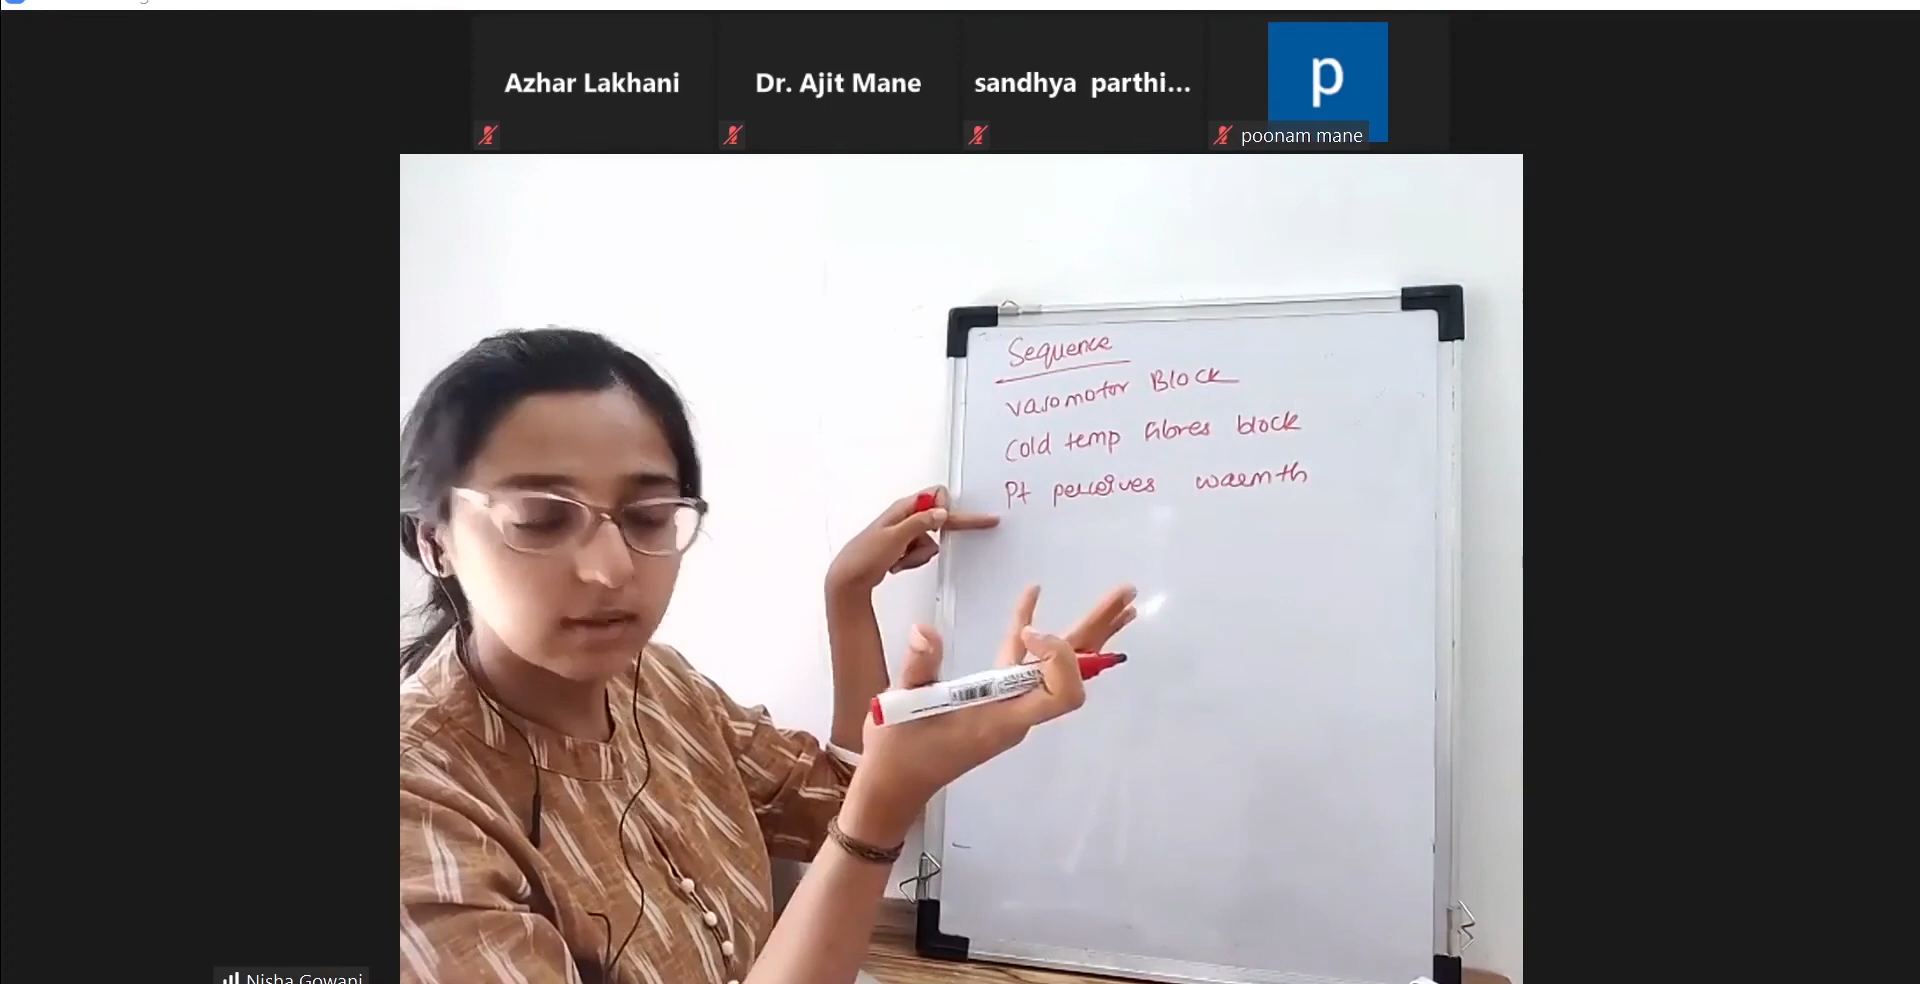 Azhar Lakhani
Dr. Ajit Mane
sandhya parthi...
p
poonam mane
Sequence
vasomotor Block
Cold temp fibres block
Pt perceives warmth
Nisha Gowani